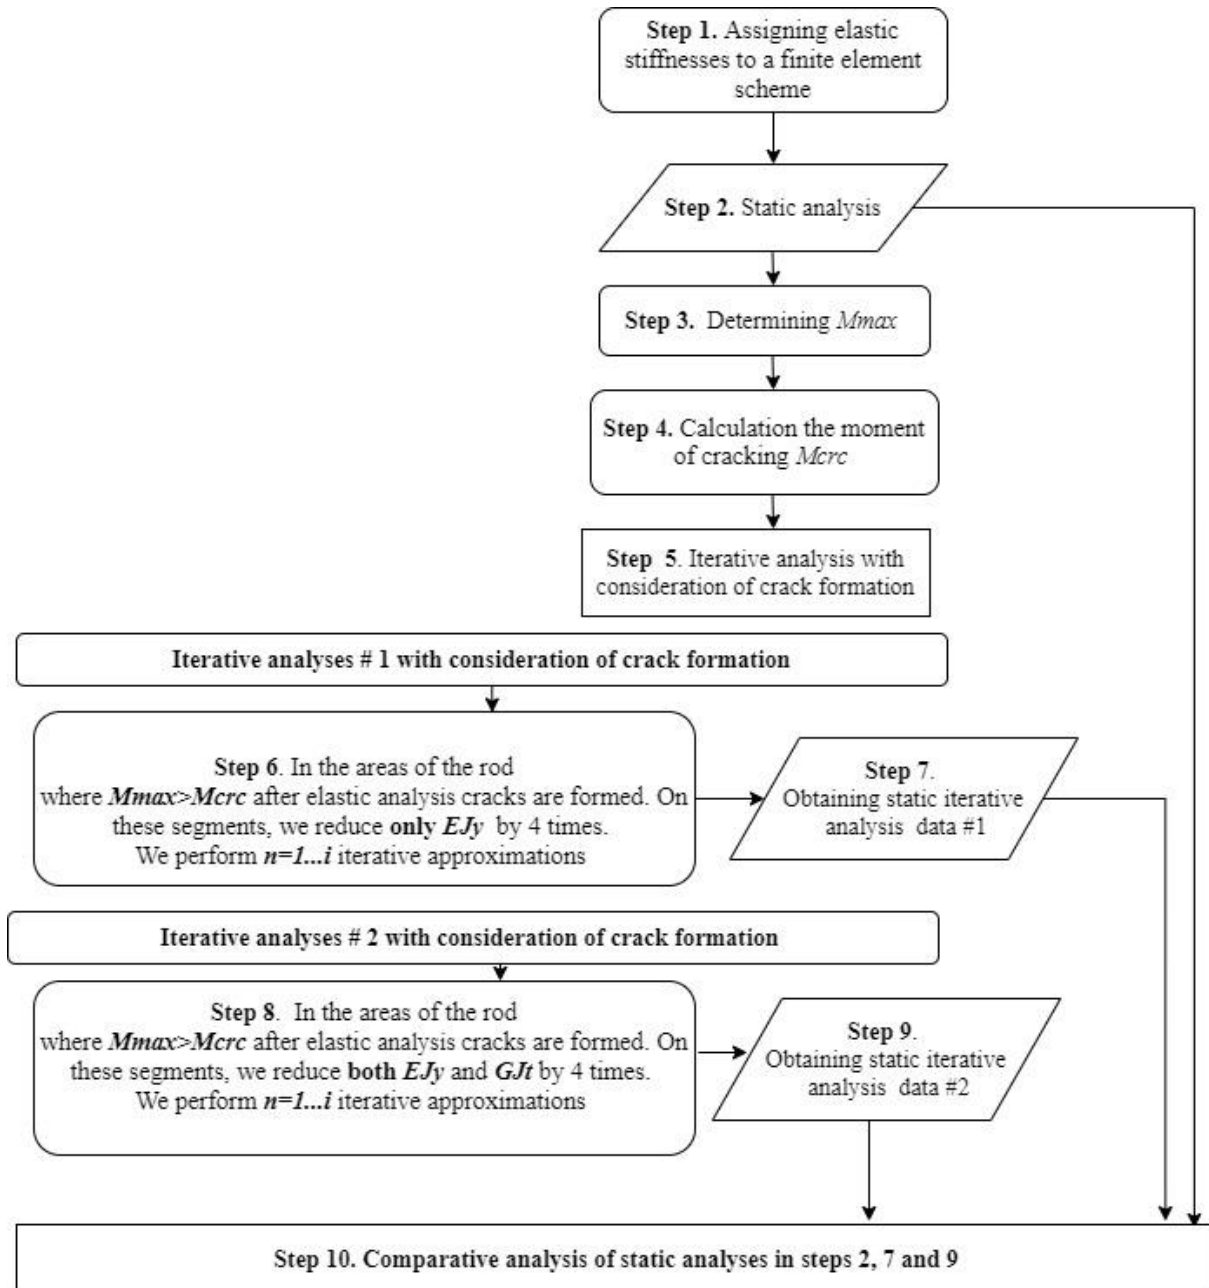 Step 1. Assigning elastic
stiffnesses to a finite element
scheme
Step 2. Static analysis
Step 3. Determining Mmax
Step 4. Calculation the moment
of cracking Mcrc
Step 5. Iterative analysis with
consideration of crack formation
Iterative analyses # 1 with consideration of crack formation
Step 6. In the areas of the rod
where Mmax>Mcrc after elastic analysis cracks are formed. On
these segments, we reduce only EJy by 4 times.
We perform n=1...i iterative approximations
Step 7.
Obtaining static iterative
analysis data #1
Iterative analyses # 2 with consideration of crack formation
Step 8. In the areas of the rod
where Mmax>Mcrc after elastic analysis cracks are formed. On
these segments, we reduce both EJy and GJt by 4 times.
We perform n=1...i iterative approximations
Step 9.
Obtaining static iterative
analysis data #2
Step 10. Comparative analysis of static analyses in steps 2, 7 and 9